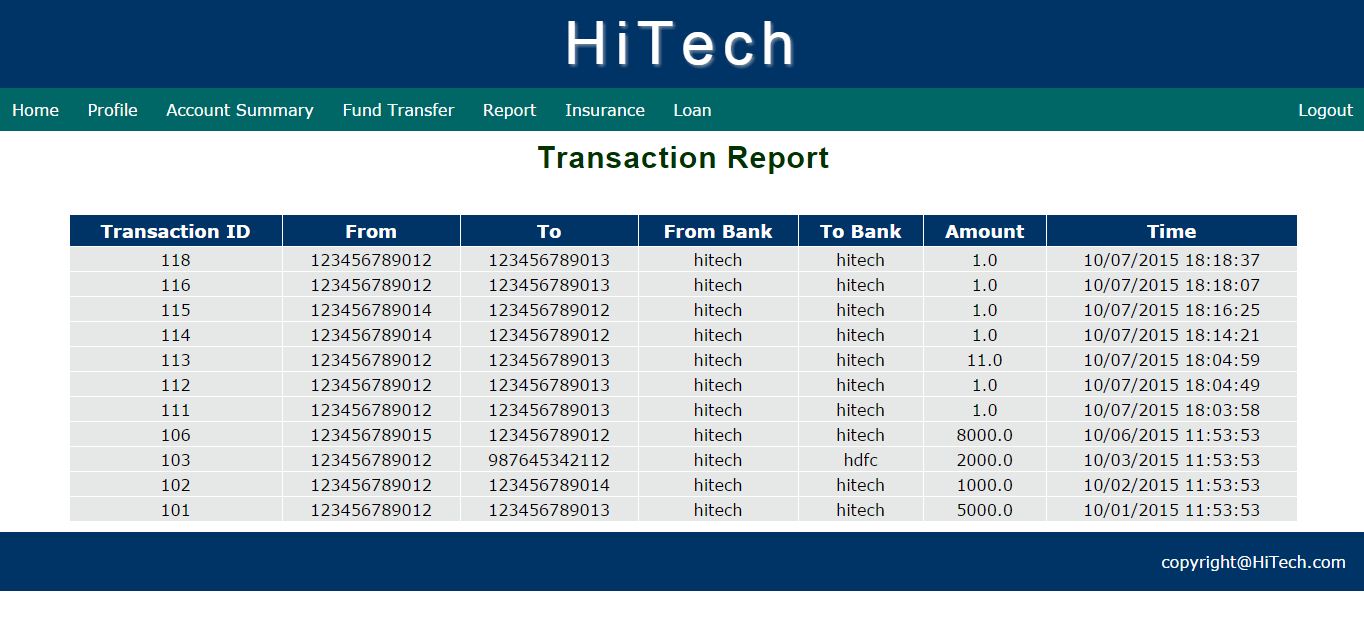 HiTech
Home Profile Account Summary Fund Transfer Report Insurance Loan Logout
Transaction Report
Transaction ID From To From Bank To Bank Amount Time
118 123456789012 123456789013 hitech hitech 1.0 10/07/2015 18:18:37
116 123456789012 123456789013 hitech hitech 1.0 10/07/2015 18:18:07
115 123456789014 123456789012 hitech hitech 1.0 10/07/2015 18:16:25
114 123456789014 123456789012 hitech hitech 1.0 10/07/2015 18:14:21
113 123456789012 123456789013 hitech hitech 11.0 10/07/2015 18:04:59
112 123456789012 123456789013 hitech hitech 1.0 10/07/2015 18:04:49
111 123456789012 123456789013 hitech hitech 1.0 10/07/2015 18:03:58
106 123456789015 123456789012 hitech hitech 8000.0 10/06/2015 11:53:53
103 123456789012 987645342112 hitech hdfc 2000.0 10/03/2015 11:53:53
102 123456789012 123456789014 hitech hitech 1000.0 10/02/2015 11:53:53
101 123456789012 123456789013 hitech hitech 5000.0 10/01/2015 11:53:53
copyright@HiTech.com